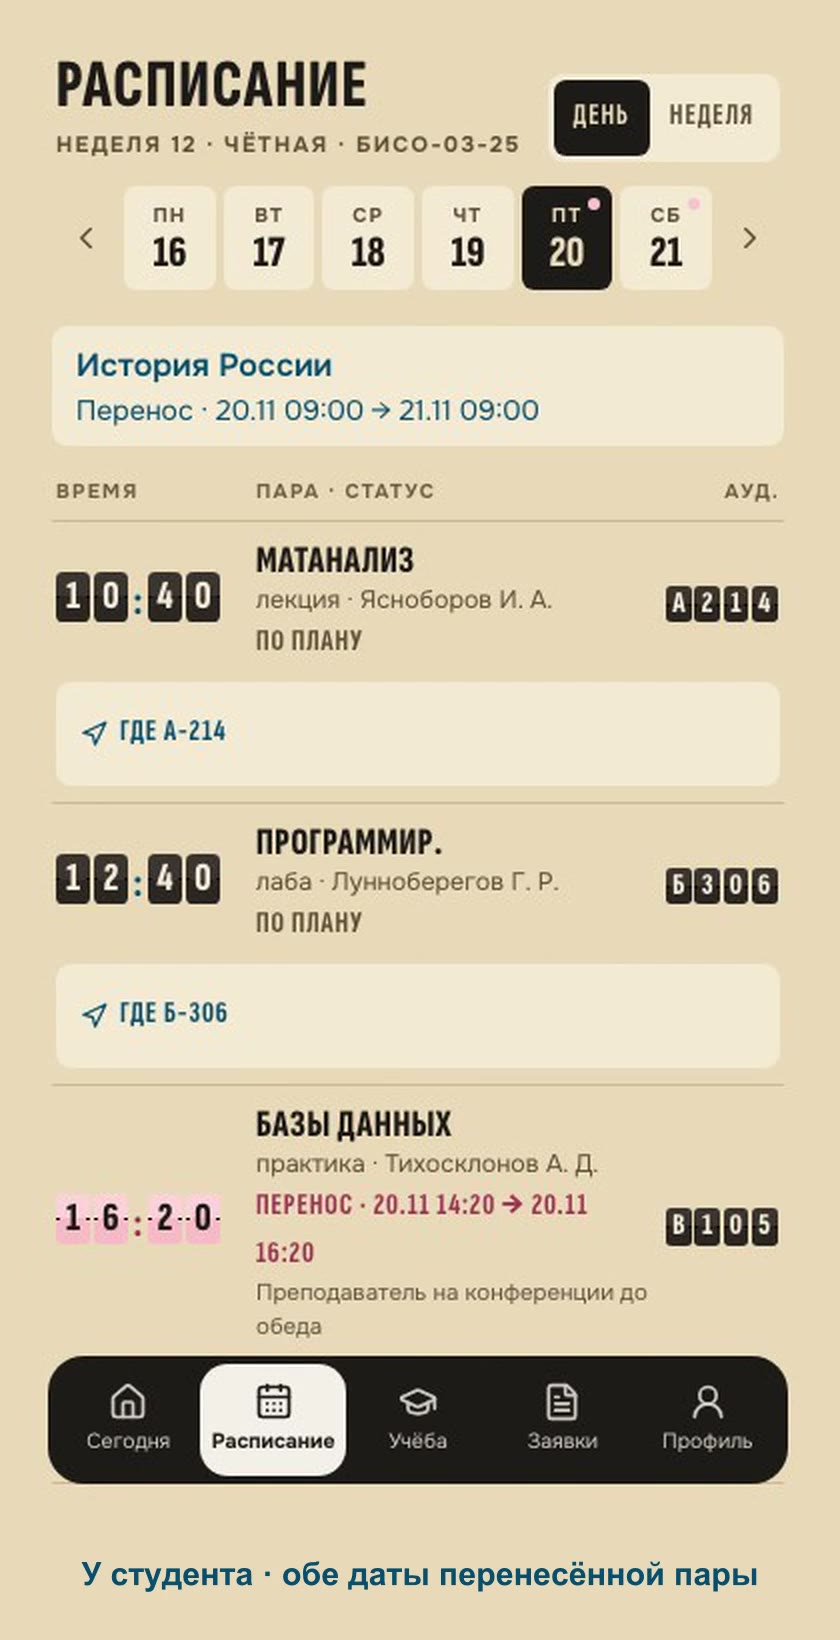 РАСПИСАНИЕ
НЕДЕЛЯ 12 · ЧЁТНАЯ · БИСО-03-25
ДЕНЬ НЕДЕЛЯ
ПН ВТ СР ЧТ ПТ СБ
16 17 18 19 20 21
История России
Перенос · 20.11 09:00 → 21.11 09:00
ВРЕМЯ ПАРА · СТАТУС АУД.
МАТАНАЛИЗ
10:40 лекция · Ясноборов И. А. А214
ПО ПЛАНУ
ГДЕ А-214
ПРОГРАММИР.
12:40 лаба · Лунноберегов Г. Р. Б306
ПО ПЛАНУ
ГДЕ Б-306
БАЗЫ ДАННЫХ
практика · Тихосклонов А. Д.
16:20 ПЕРЕНОС · 20.11 14:20 → 20.11 В105
16:20
Преподаватель на конференции до
обеда
Сегодня Расписание Учёба Заявки Профиль
У студента · обе даты перенесённой пары